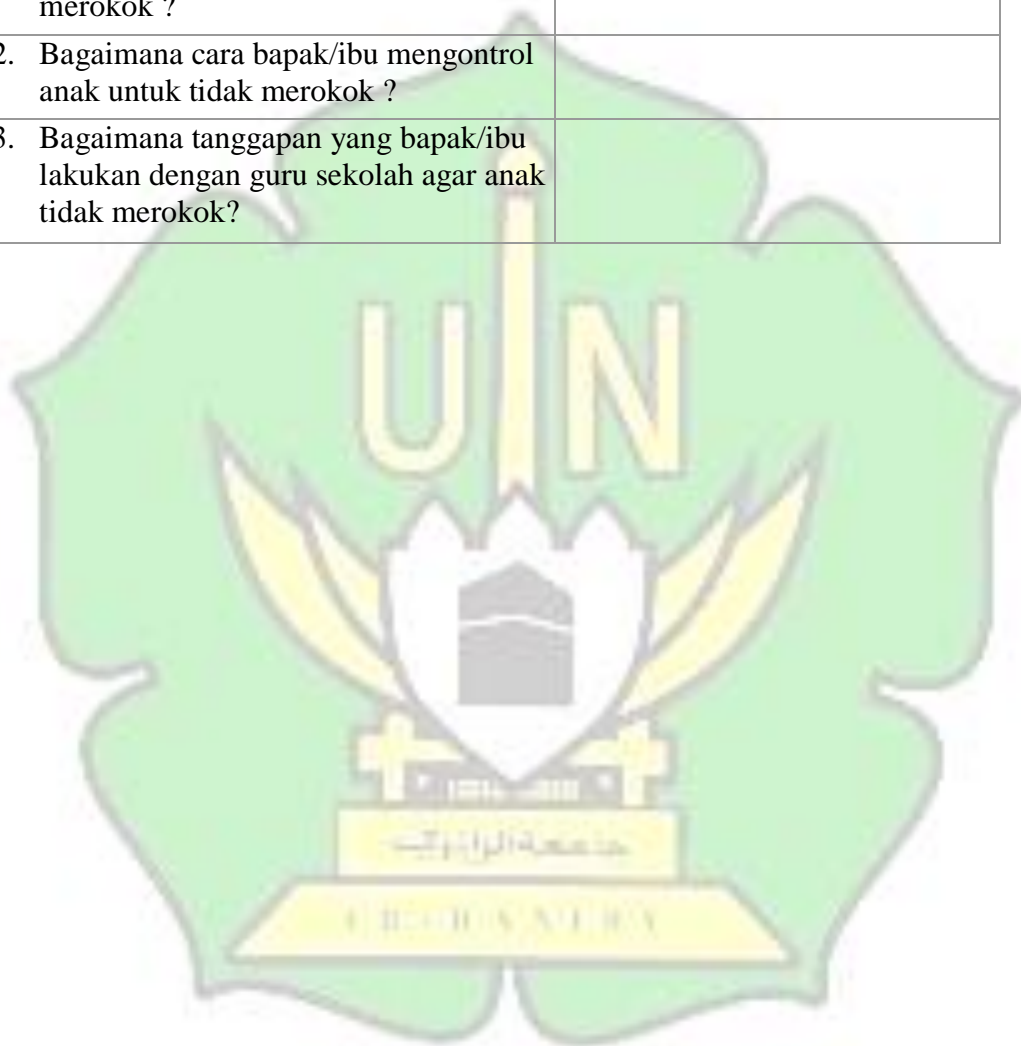 merokok ?
2. Bagaimana cara bapak/ibu mengontrol
anak untuk tidak merokok ?
3. Bagaimana tanggapan yang bapak/ibu
lakukan dengan guru sekolah agar anak
tidak merokok?
UIN